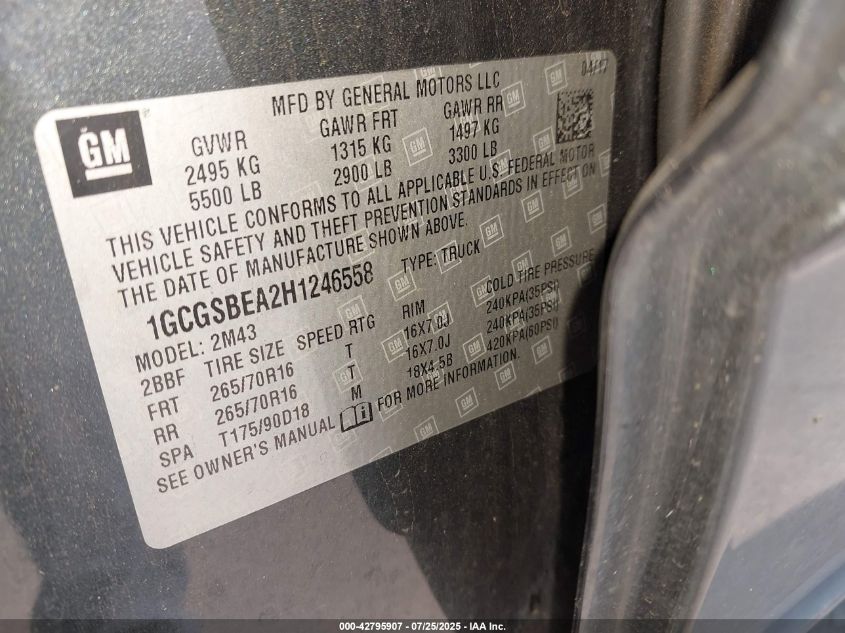 MFD BY GENERAL MOTORS LLC 04/17
GM
GVWR GAWR FRT GAWR RR
2495 KG 1315 KG 1497 KG
5500 LB 2900 LB 3300 LB
THIS VEHICLE CONFORMS TO ALL APPLICABLE U.S. FEDERAL MOTOR
VEHICLE SAFETY AND THEFT PREVENTION STANDARDS IN EFFECT ON
THE DATE OF MANUFACTURE SHOWN ABOVE.
1GCGSBEA2H1246558 TYPE: TRUCK
MODEL: 2M43
2BBF TIRE SIZE SPEED RTG RIM COLD TIRE PRESSURE
FRT 265/70R16 T 16X7.0J 240KPA(35PSI)
RR 265/70R16 T 16X7.0J 240KPA(35PSI)
SPA T175/90D18 M 18X4.5B 420KPA(60PSI)
SEE OWNER'S MANUAL FOR MORE INFORMATION.
000-42795907 - 07/25/2025 - IAA Inc.